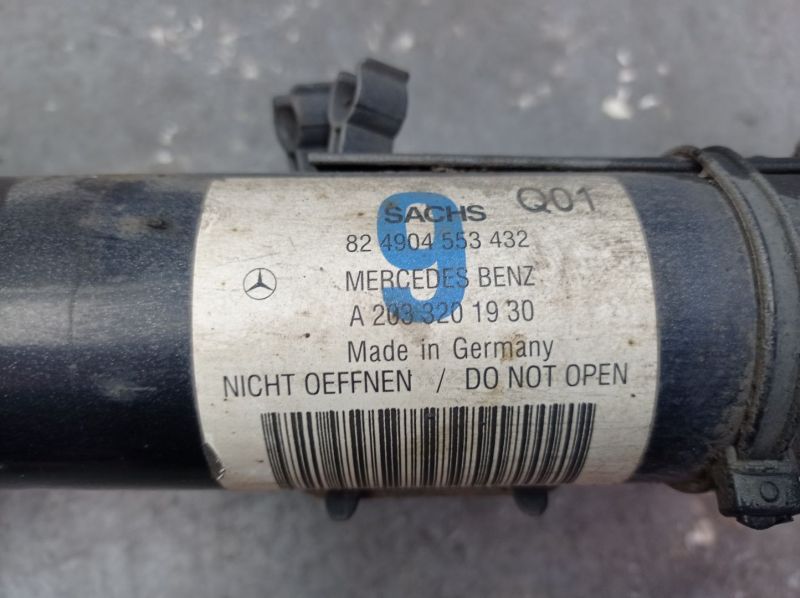 9
SACHS Q01
82 4904 553 432
MERCEDES BENZ
A 203 320 19 30
Made in Germany
NICHT OEFFNEN / DO NOT OPEN